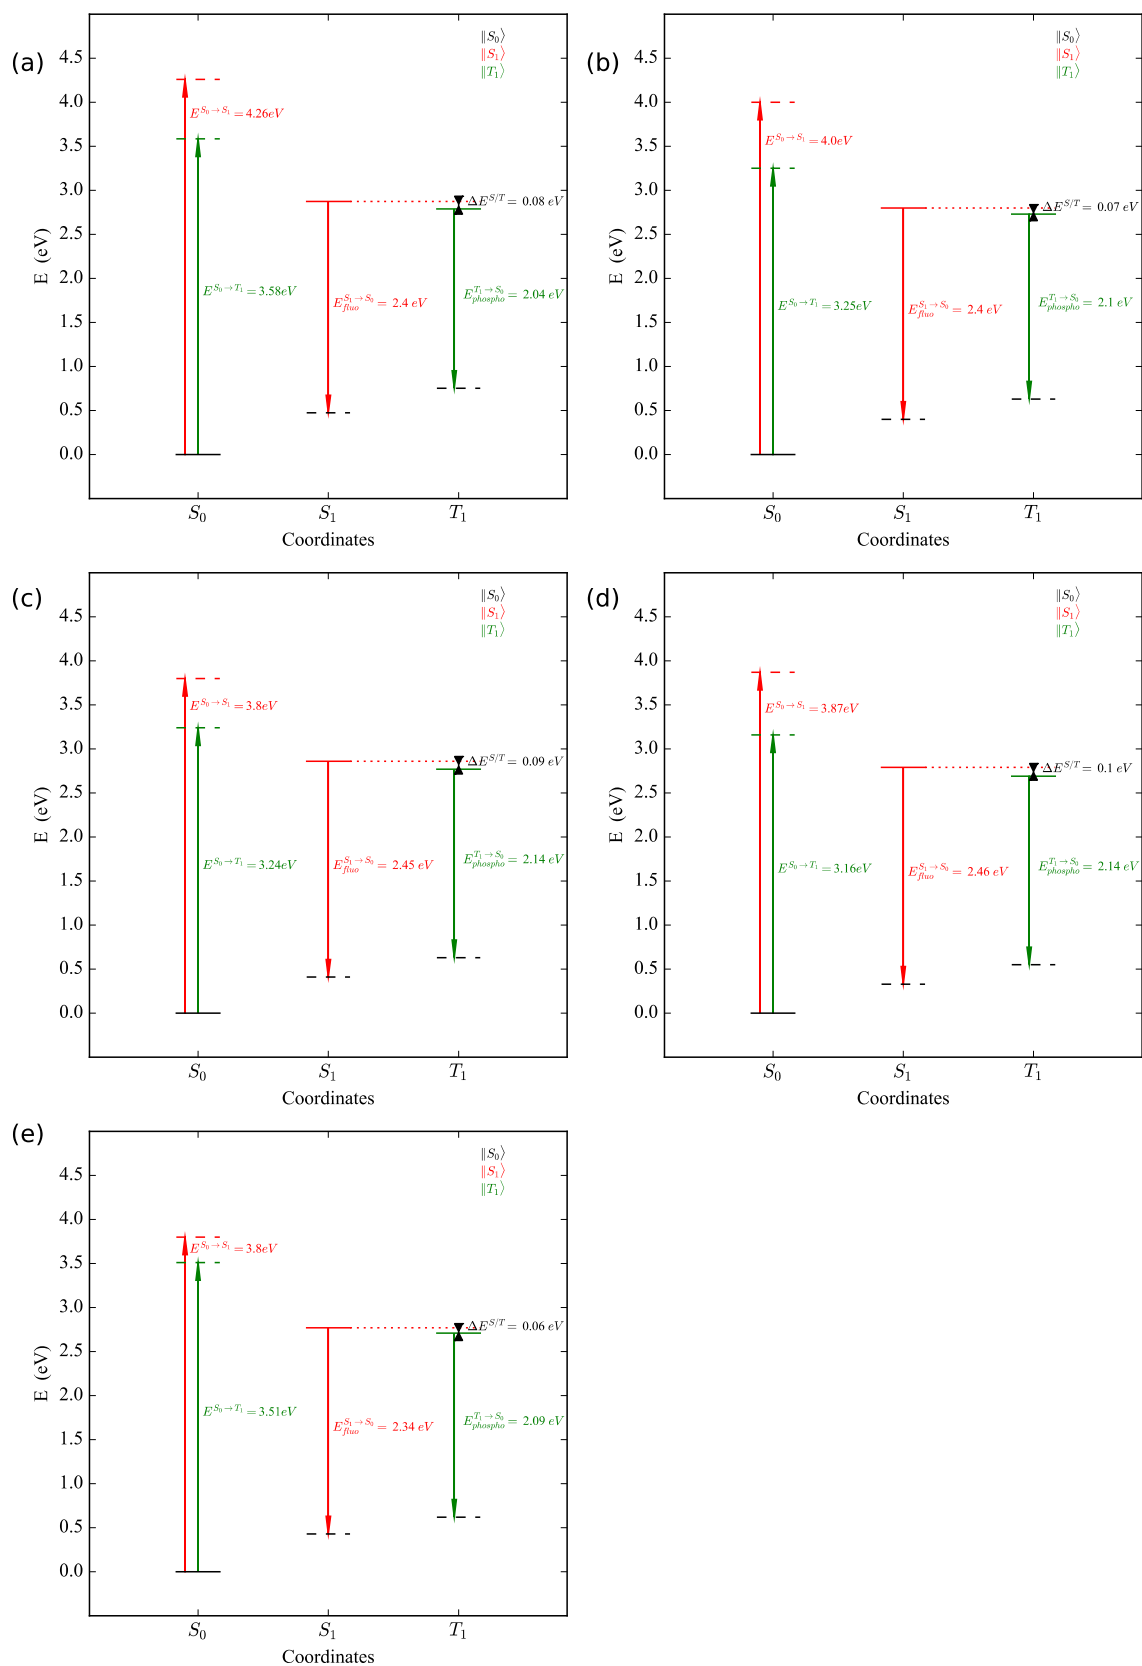 (a)
‖S₀⟩
‖S₁⟩
‖T₁⟩
4.5
4.0
3.5
3.0
2.5
2.0
1.5
1.0
0.5
0.0
E (eV)
E^{S₀→S₁} = 4.26eV
E^{S₀→T₁} = 3.58eV
ΔE^{S/T} = 0.08 eV
E_{fluo}^{S₁→S₀} = 2.4 eV
E_{phospho}^{T₁→S₀} = 2.04 eV
S₀ S₁ T₁
Coordinates
(b)
‖S₀⟩
‖S₁⟩
‖T₁⟩
4.5
4.0
3.5
3.0
2.5
2.0
1.5
1.0
0.5
0.0
E (eV)
E^{S₀→S₁} = 4.0eV
E^{S₀→T₁} = 3.25eV
ΔE^{S/T} = 0.07 eV
E_{fluo}^{S₁→S₀} = 2.4 eV
E_{phospho}^{T₁→S₀} = 2.1 eV
S₀ S₁ T₁
Coordinates
(c)
‖S₀⟩
‖S₁⟩
‖T₁⟩
4.5
4.0
3.5
3.0
2.5
2.0
1.5
1.0
0.5
0.0
E (eV)
E^{S₀→S₁} = 3.8eV
E^{S₀→T₁} = 3.24eV
ΔE^{S/T} = 0.09 eV
E_{fluo}^{S₁→S₀} = 2.45 eV
E_{phospho}^{T₁→S₀} = 2.14 eV
S₀ S₁ T₁
Coordinates
(d)
‖S₀⟩
‖S₁⟩
‖T₁⟩
4.5
4.0
3.5
3.0
2.5
2.0
1.5
1.0
0.5
0.0
E (eV)
E^{S₀→S₁} = 3.87eV
E^{S₀→T₁} = 3.16eV
ΔE^{S/T} = 0.1 eV
E_{fluo}^{S₁→S₀} = 2.46 eV
E_{phospho}^{T₁→S₀} = 2.14 eV
S₀ S₁ T₁
Coordinates
(e)
‖S₀⟩
‖S₁⟩
‖T₁⟩
4.5
4.0
3.5
3.0
2.5
2.0
1.5
1.0
0.5
0.0
E (eV)
E^{S₀→S₁} = 3.8eV
E^{S₀→T₁} = 3.51eV
ΔE^{S/T} = 0.06 eV
E_{fluo}^{S₁→S₀} = 2.34 eV
E_{phospho}^{T₁→S₀} = 2.09 eV
S₀ S₁ T₁
Coordinates